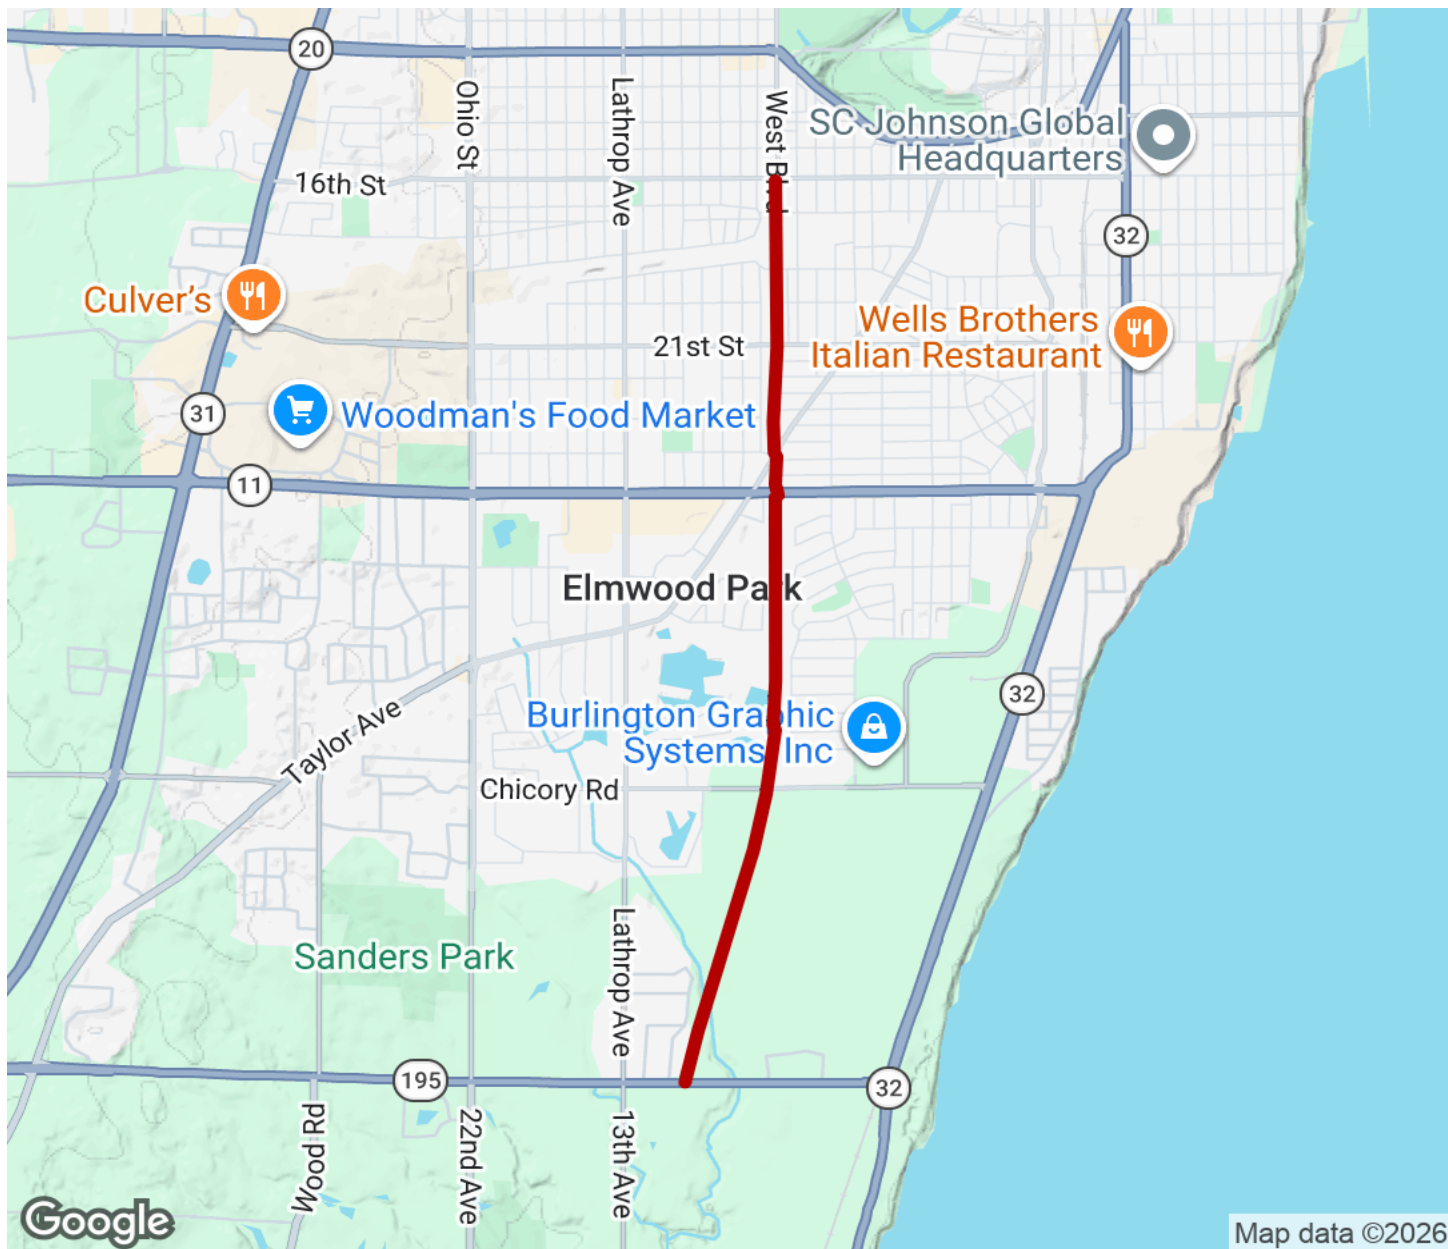 20
Ohio St
Lathrop Ave
West Blvd
SC Johnson Global
Headquarters
16th St
32
Culver's
Wells Brothers
Italian Restaurant
21st St
31
Woodman's Food Market
11
Elmwood Park
32
Burlington Graphic
Systems, Inc
Taylor Ave
Chicory Rd
Lathrop Ave
Sanders Park
195
32
Wood Rd
22nd Ave
13th Ave
Google
Map data ©2026